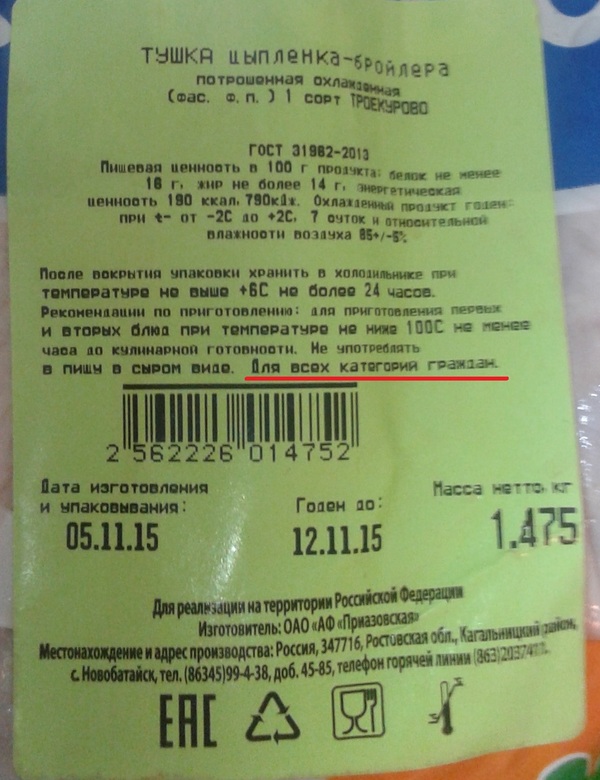 ТУШКА цыпленка-бройлера
потрошенная охлажденная
(фас. ф.п.) 1 сорт ТРОЕКУРОВО
ГОСТ 31962-2013
Пищевая ценность в 100 г продукта: белок не менее
16 г, жир не более 14 г, энергетическая
ценность 190 ккал, 790кДж. Охлажденный продукт годен:
при t- от -2С до +2С, 7 суток и относительной
влажности воздуха 85+/-5%
После вскрытия упаковки хранить в холодильнике при
температуре не выше +6С не более 24 часов.
Рекомендации по приготовлению: для приготовления первых
и вторых блюд при температуре не ниже 100С не менее
часа до кулинарной готовности. Не употреблять
в пищу в сыром виде. Для всех категорий граждан.
2 562226 014752
Дата изготовления
и упаковывания:
05.11.15
Годен до:
12.11.15
Масса нетто, кг
1.475
Для реализации на территории Российской Федерации
Изготовитель: ОАО «АФ «Приазовская»
Местонахождение и адрес производства: Россия, 347716, Ростовская обл., Кагальницкий район,
с. Новобатайск, тел. (86345)99-4-38, доб. 45-85, телефон горячей линии
EAC